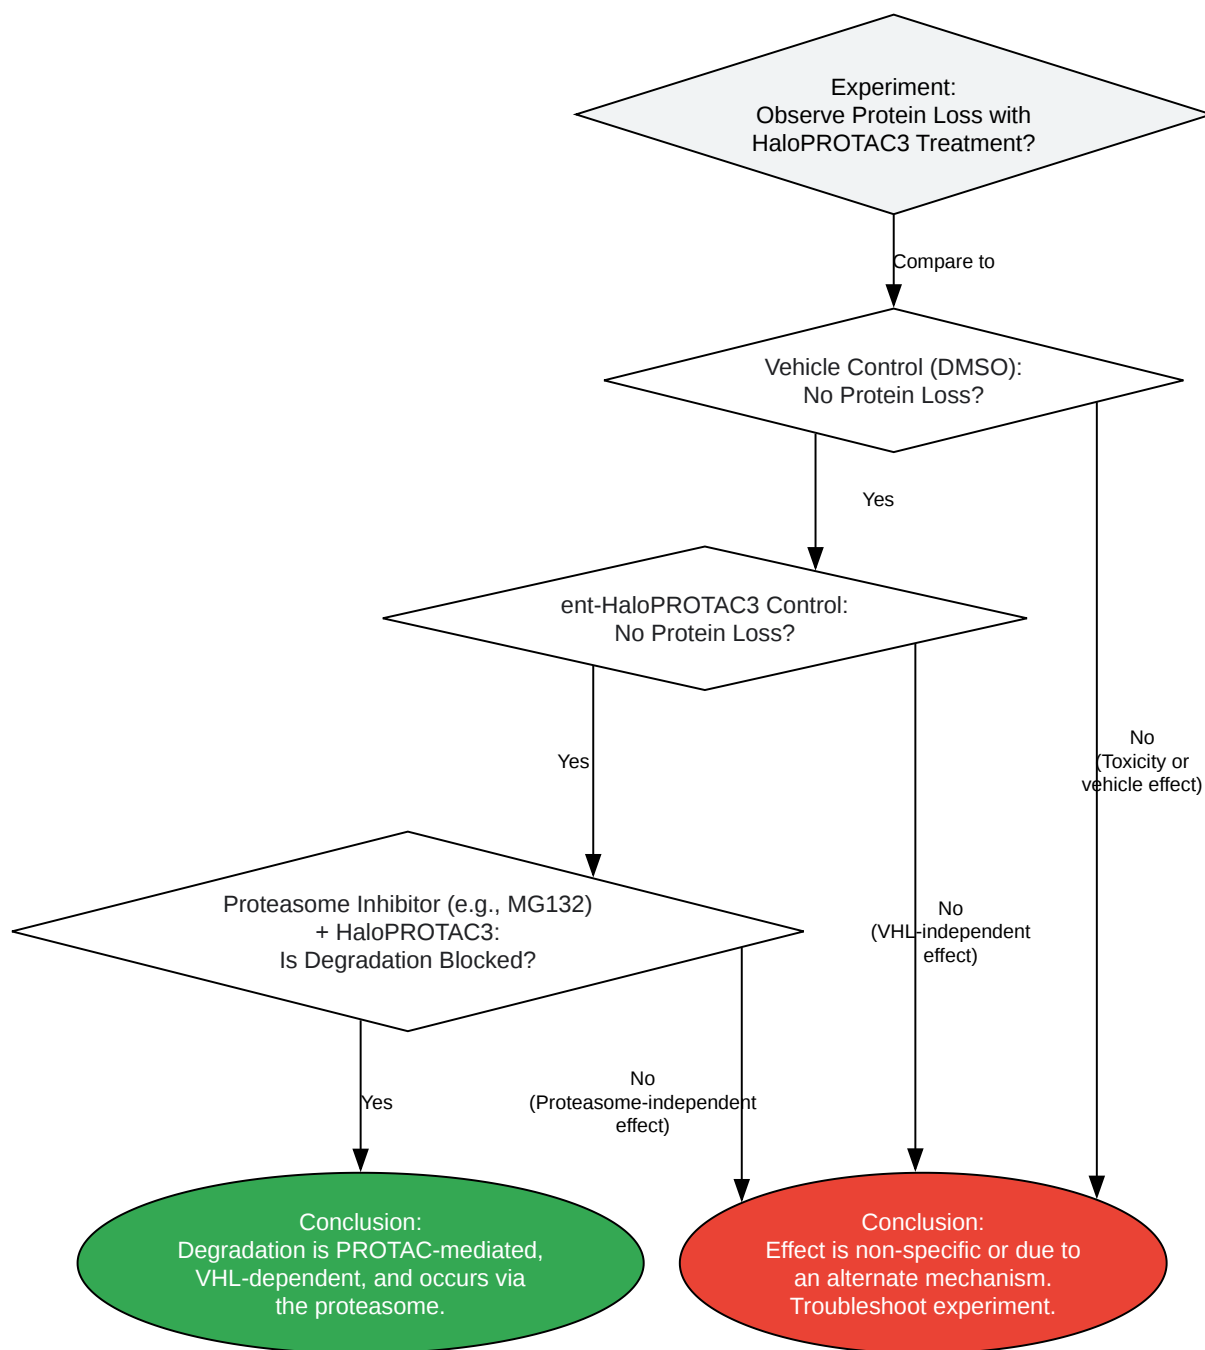 Experiment:
Observe Protein Loss with
HaloPROTAC3 Treatment?
Compare to
Vehicle Control (DMSO):
No Protein Loss?
Yes
ent-HaloPROTAC3 Control:
No Protein Loss?
No
(Toxicity or
vehicle effect)
Yes
Proteasome Inhibitor (e.g., MG132)
+ HaloPROTAC3:
Is Degradation Blocked?
No
(VHL-independent
effect)
Yes
No
(Proteasome-independent
effect)
Conclusion:
Degradation is PROTAC-mediated,
VHL-dependent, and occurs via
the proteasome.
Conclusion:
Effect is non-specific or due to
an alternate mechanism.
Troubleshoot experiment.